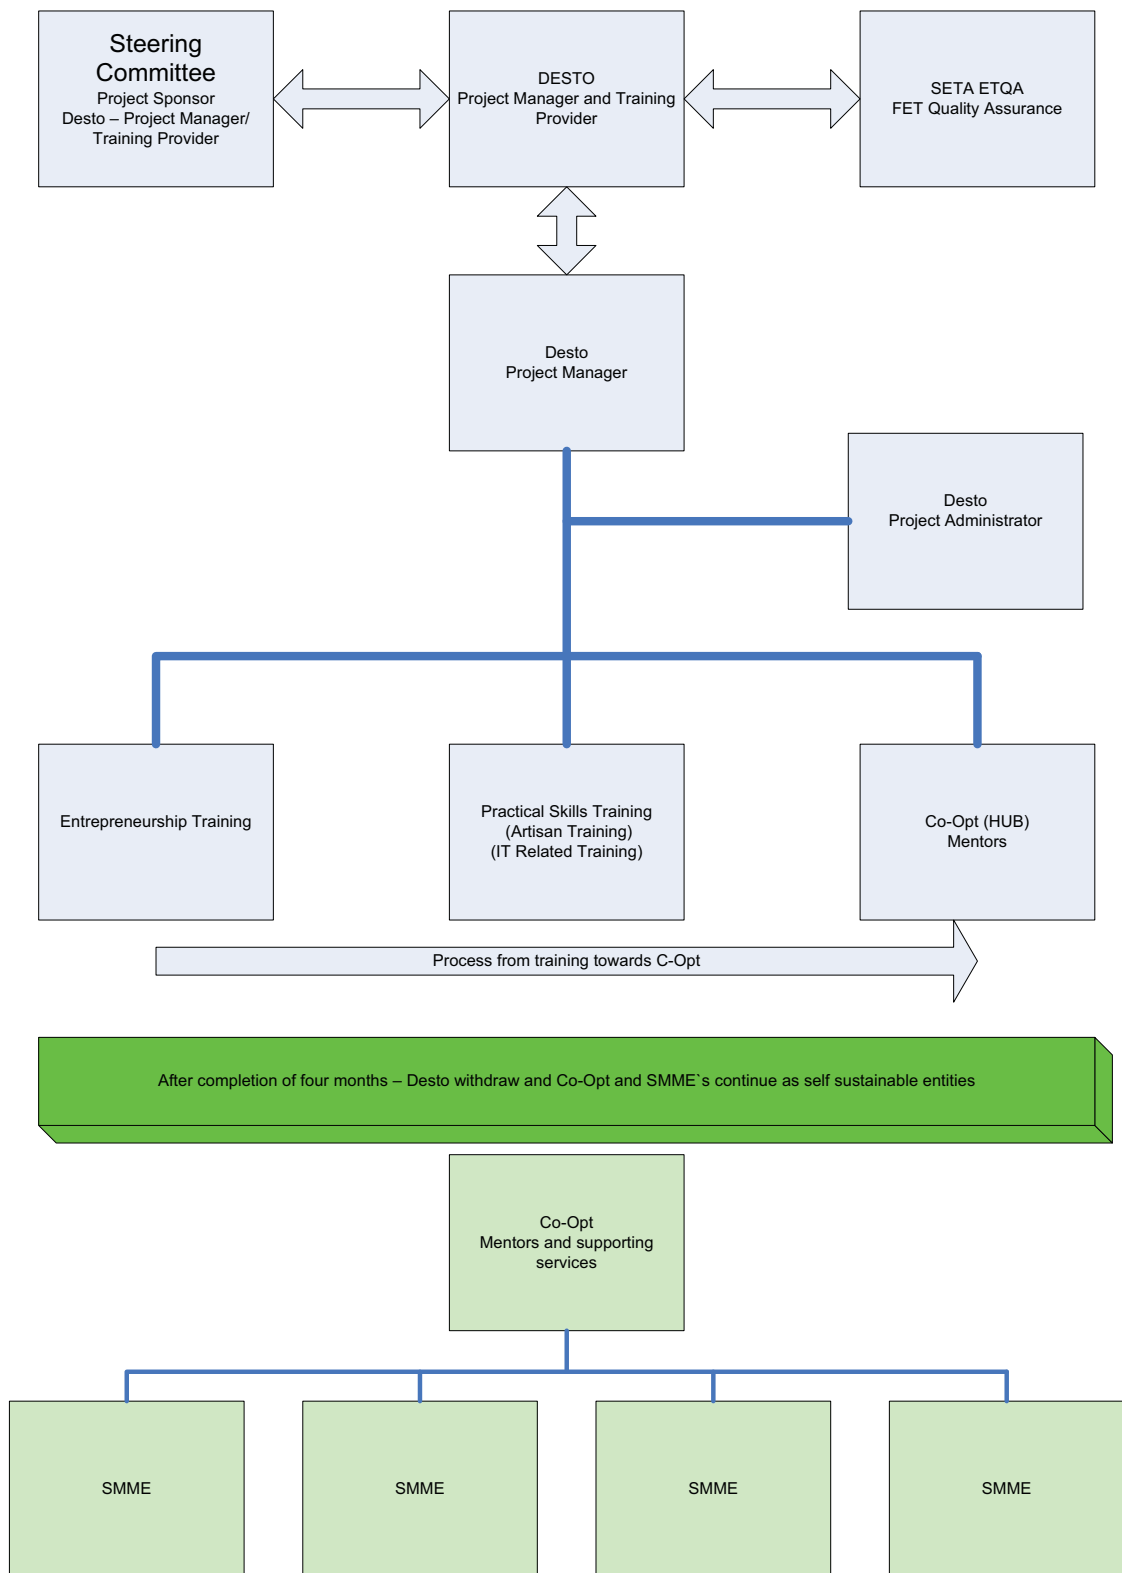 Steering
Committee
Project Sponsor
Desto – Project Manager/
Training Provider
DESTO
Project Manager and Training
Provider
SETA ETQA
FET Quality Assurance
Desto
Project Manager
Desto
Project Administrator
Entrepreneurship Training
Practical Skills Training
(Artisan Training)
(IT Related Training)
Co-Opt (HUB)
Mentors
Process from training towards C-Opt
After completion of four months – Desto withdraw and Co-Opt and SMME`s continue as self sustainable entities
Co-Opt
Mentors and supporting
services
SMME
SMME
SMME
SMME